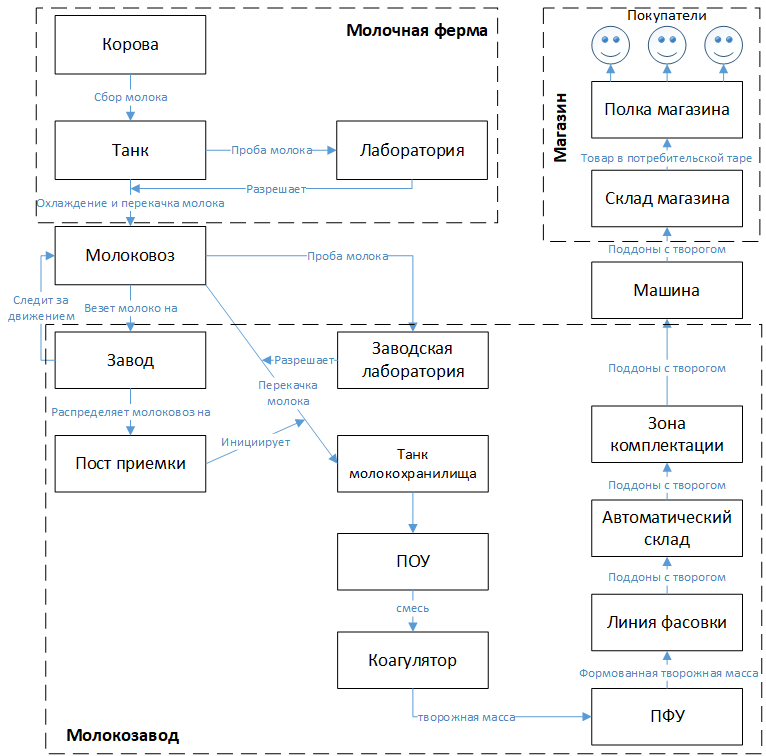 Молочная ферма
Корова
Сбор молока
Танк
Проба молока
Лаборатория
Разрешает
Охлаждение и перекачка молока
Молоковоз
Проба молока
Следит за
движением
Везет молоко на
Завод
Разрешает
Заводская
лаборатория
Перекачка
молока
Распределяет молоковоз на
Пост приемки
Инициирует
Танк
молокохранилища
ПОУ
смесь
Коагулятор
творожная масса
Молокозавод
ПФУ
Формованная творожная масса
Линия фасовки
Поддоны с творогом
Автоматический
склад
Поддоны с творогом
Зона
комплектации
Поддоны с творогом
Машина
Поддоны с творогом
Магазин
Склад магазина
Товар в потребительской таре
Полка магазина
Покупатели